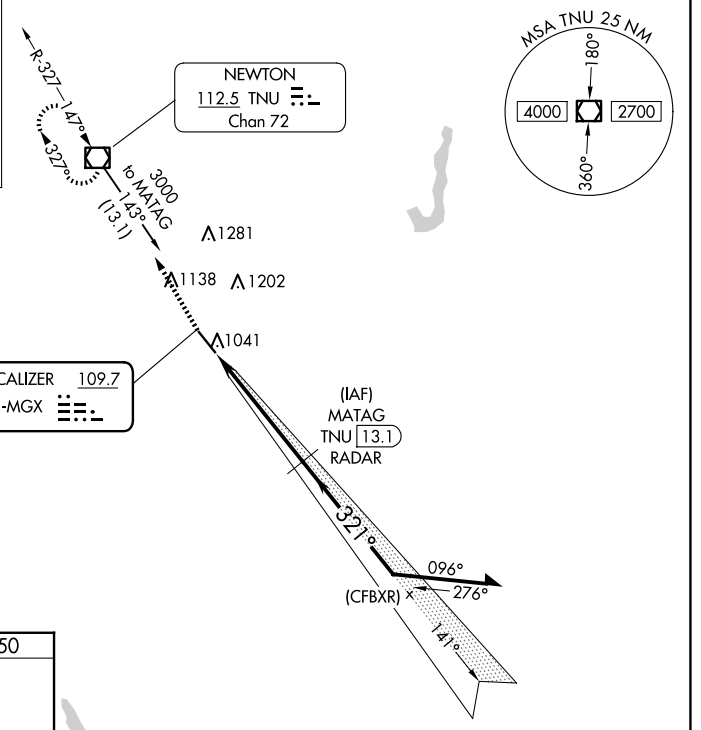 MSA TNU 25 NM
180°
4000
2700
360°
R-327
147°
327°
NEWTON
112.5 TNU
Chan 72
3000
to MATAG
143°
(13.1)
1281
1138
1202
1041
CALIZER 109.7
-MGX
(IAF)
MATAG
TNU 13.1
RADAR
321°
096°
276°
(CFBXR) x
141°
50